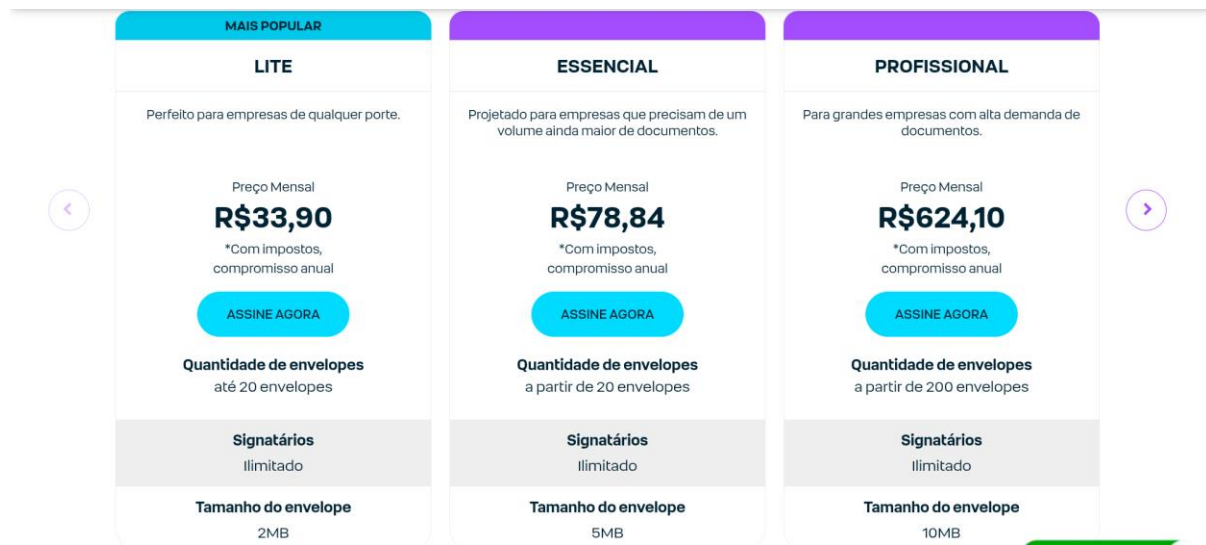 MAIS POPULAR
LITE
Perfeito para empresas de qualquer porte.
Preço Mensal
R$33,90
*Com impostos,
compromisso anual
ASSINE AGORA
Quantidade de envelopes
até 20 envelopes
Signatários
Ilimitado
Tamanho do envelope
2MB
ESSENCIAL
Projetado para empresas que precisam de um
volume ainda maior de documentos.
Preço Mensal
R$78,84
*Com impostos,
compromisso anual
ASSINE AGORA
Quantidade de envelopes
a partir de 20 envelopes
Signatários
Ilimitado
Tamanho do envelope
5MB
PROFISSIONAL
Para grandes empresas com alta demanda de
documentos.
Preço Mensal
R$624,10
*Com impostos,
compromisso anual
ASSINE AGORA
Quantidade de envelopes
a partir de 200 envelopes
Signatários
Ilimitado
Tamanho do envelope
10MB